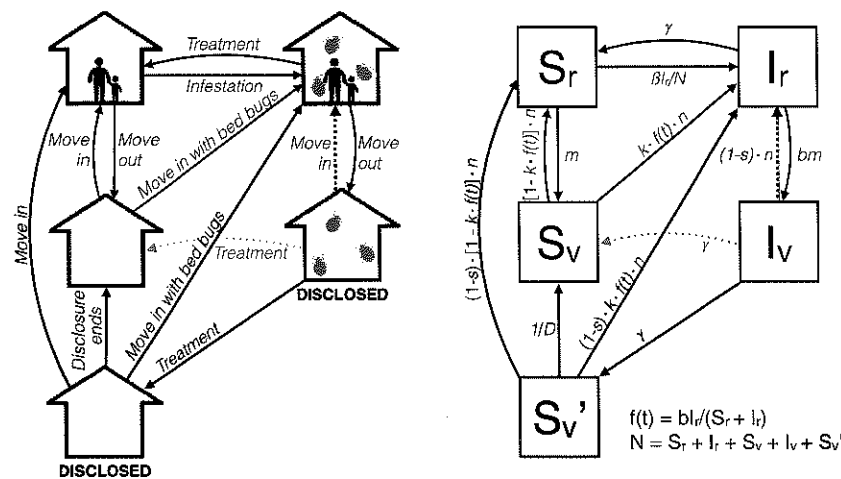 Treatment
Infestation
Move in
Move out
Move in with bed bugs
Move in
Move out
Move in
Treatment
DISCLOSED
Disclosure ends
Move in with bed bugs
Treatment
DISCLOSED
Sᵣ
γ
ßIᵣ/N
Iᵣ
[1- k· f(t)]· n
m
k· f(t)· n
(1-s)· n
bm
(1-s)· [1- k· f(t)]· n
Sᵥ
γ
Iᵥ
1/D
(1-s)· k· f(t)· n
γ
Sᵥ'
f(t) = bIᵣ/(Sᵣ + Iᵣ)
N = Sᵣ + Iᵣ + Sᵥ + Iᵥ + Sᵥ'